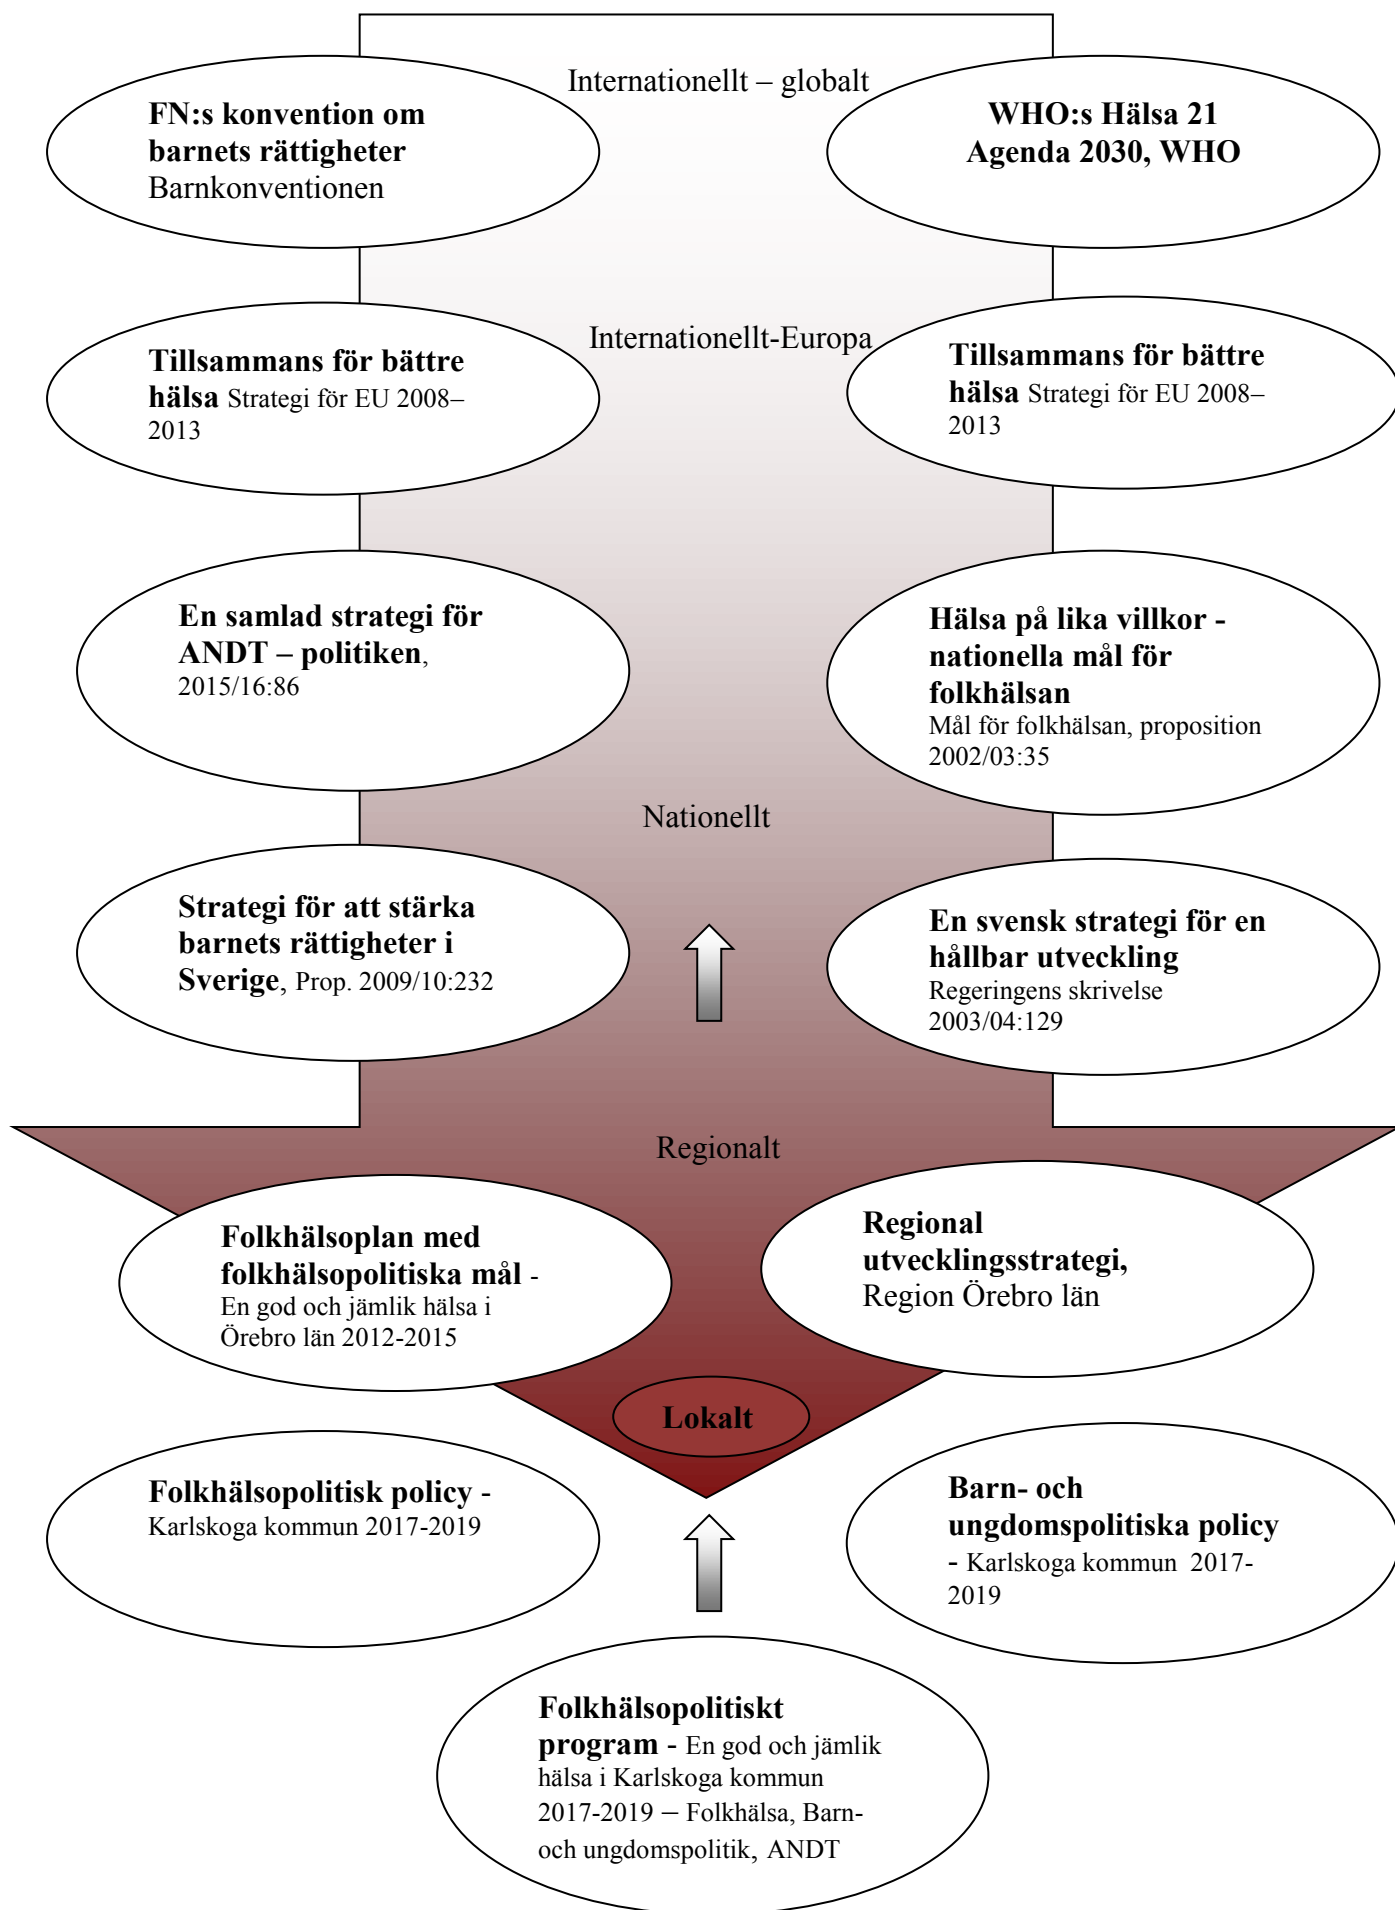 Internationellt – globalt
FN:s konvention om
barnets rättigheter
Barnkonventionen
WHO:s Hälsa 21
Agenda 2030, WHO
Internationellt-Europa
Tillsammans för bättre
hälsa Strategi för EU 2008–
2013
Tillsammans för bättre
hälsa Strategi för EU 2008–
2013
En samlad strategi för
ANDT – politiken,
2015/16:86
Hälsa på lika villkor -
nationella mål för
folkhälsan
Mål för folkhälsan, proposition
2002/03:35
Nationellt
Strategi för att stärka
barnets rättigheter i
Sverige, Prop. 2009/10:232
En svensk strategi för en
hållbar utveckling
Regeringens skrivelse
2003/04:129
Regionalt
Folkhälsoplan med
folkhälsopolitiska mål -
En god och jämlik hälsa i
Örebro län 2012-2015
Regional
utvecklingsstrategi,
Region Örebro län
Lokalt
Folkhälsopolitisk policy -
Karlskoga kommun 2017-2019
Barn- och
ungdomspolitiska policy
- Karlskoga kommun 2017-
2019
Folkhälsopolitiskt
program - En god och jämlik
hälsa i Karlskoga kommun
2017-2019 – Folkhälsa, Barn-
och ungdomspolitik, ANDT